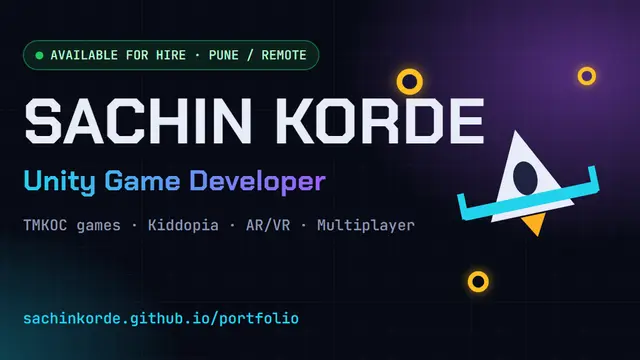 AVAILABLE FOR HIRE · PUNE / REMOTE
SACHIN KORDE
Unity Game Developer
TMKOC games · Kiddopia · AR/VR · Multiplayer
sachinkorde.github.io/portfolio